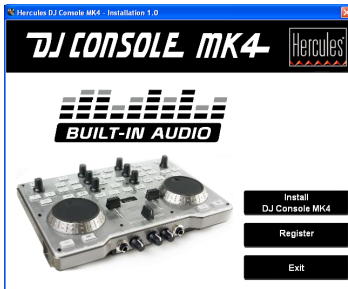 Hercules DJ Console MK4 - Installation 1.0
DJ CONSOLE MK4
Hercules
BUILT-IN AUDIO
Install
DJ Console MK4
Register
Exit